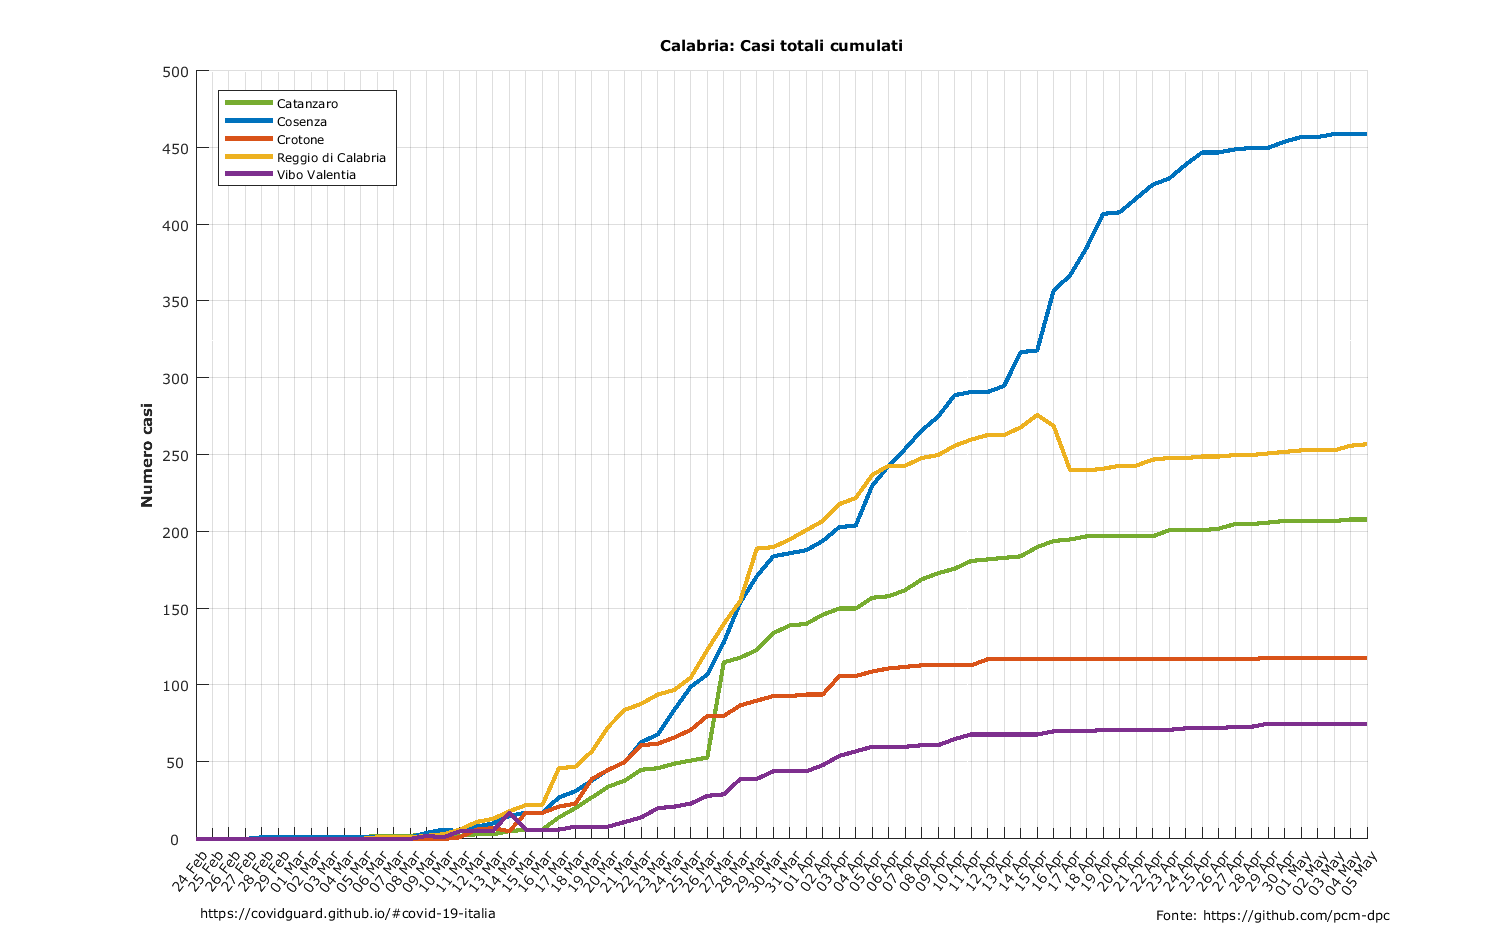 Calabria: Casi totali cumulati
500
450
400
350
300
250
200
150
100
50
0
Numero casi
Catanzaro
Cosenza
Crotone
Reggio di Calabria
Vibo Valentia
24 Feb
25 Feb
26 Feb
27 Feb
28 Feb
29 Feb
01 Mar
02 Mar
03 Mar
04 Mar
05 Mar
06 Mar
07 Mar
08 Mar
09 Mar
10 Mar
11 Mar
12 Mar
13 Mar
14 Mar
15 Mar
16 Mar
17 Mar
18 Mar
19 Mar
20 Mar
21 Mar
22 Mar
23 Mar
24 Mar
25 Mar
26 Mar
27 Mar
28 Mar
29 Mar
30 Mar
31 Mar
01 Apr
02 Apr
03 Apr
04 Apr
05 Apr
06 Apr
07 Apr
08 Apr
09 Apr
10 Apr
11 Apr
12 Apr
13 Apr
14 Apr
15 Apr
16 Apr
17 Apr
18 Apr
19 Apr
20 Apr
21 Apr
22 Apr
23 Apr
24 Apr
25 Apr
26 Apr
27 Apr
28 Apr
29 Apr
30 Apr
01 May
02 May
03 May
04 May
05 May
https://covidguard.github.io/#covid-19-italia
Fonte: https://github.com/pcm-dpc